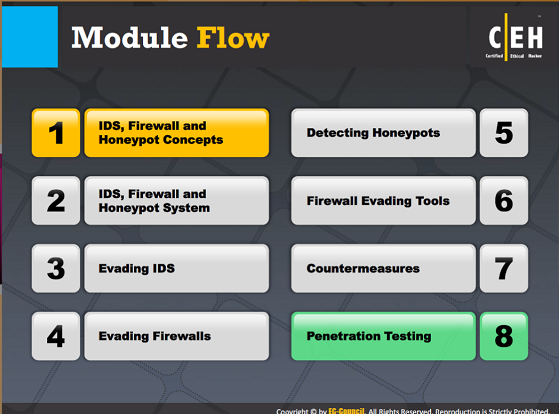 Module Flow
CEH
Certified Ethical Hacker
1
IDS, Firewall and
Honeypot Concepts
2
IDS, Firewall and
Honeypot System
3
Evading IDS
4
Evading Firewalls
Detecting Honeypots
5
Firewall Evading Tools
6
Countermeasures
7
Penetration Testing
8
Copyright © by EC-Council. All Rights Reserved. Reproduction is Strictly Prohibited.